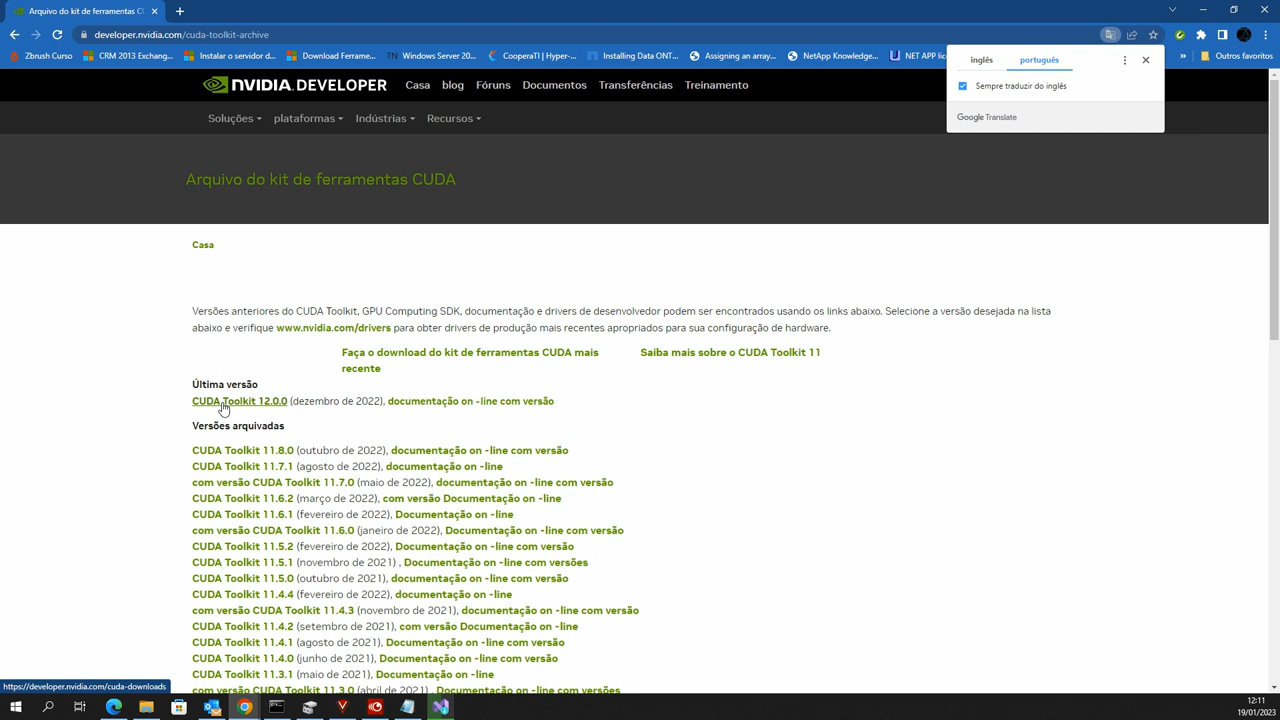 Arquivo do kit de ferramentas CU
developer.nvidia.com/cuda-toolkit-archive
Zbrush Curso
CRM 2013 Exchang...
Instalar o servidor d...
Download Ferrame...
Windows Server 20...
CooperaTI - Hyper-...
Installing Data ONT...
Assigning an array...
NetApp Knowledge...
NET APP li
»
Outros favoritos
inglês português
Sempre traduzir do inglês
Google Translate
NVIDIA.DEVELOPER Casa blog Fóruns Documentos Transferências Treinamento
Soluções plataformas Indústrias Recursos
Arquivo do kit de ferramentas CUDA
Casa
Versões anteriores do CUDA Toolkit, GPU Computing SDK, documentação e drivers de desenvolvedor podem ser encontrados usando os links abaixo. Selecione a versão desejada na lista
abaixo e verifique www.nvidia.com/drivers para obter drivers de produção mais recentes apropriados para sua configuração de hardware.
Faça o download do kit de ferramentas CUDA mais
recente
Saiba mais sobre o CUDA Toolkit 11
Última versão
CUDA Toolkit 12.0.0 (dezembro de 2022), documentação on -line com versão
Versões arquivadas
CUDA Toolkit 11.8.0 (outubro de 2022), documentação on -line com versão
CUDA Toolkit 11.7.1 (agosto de 2022), documentação on -line
com versão CUDA Toolkit 11.7.0 (maio de 2022), documentação on -line com versão
CUDA Toolkit 11.6.2 (março de 2022), com versão Documentação on -line
CUDA Toolkit 11.6.1 (fevereiro de 2022), Documentação on -line
com versão CUDA Toolkit 11.6.0 (janeiro de 2022), Documentação on -line com versão
CUDA Toolkit 11.5.2 (fevereiro de 2022), Documentação on -line com versão
CUDA Toolkit 11.5.1 (novembro de 2021) , Documentação on -line com versões
CUDA Toolkit 11.5.0 (outubro de 2021), documentação on -line com versão
CUDA Toolkit 11.4.4 (fevereiro de 2022), documentação on -line
com versão CUDA Toolkit 11.4.3 (novembro de 2021), documentação on -line com versão
CUDA Toolkit 11.4.2 (setembro de 2021), com versão Documentação on -line
CUDA Toolkit 11.4.1 (agosto de 2021), Documentação on -line com versão
CUDA Toolkit 11.4.0 (junho de 2021), Documentação on -line com versão
CUDA Toolkit 11.3.1 (maio de 2021), Documentação on -line
com versão CUDA Toolkit 11.3.0 (abril de 2021) , Documentação on -line com versões
https://developer.nvidia.com/cuda-downloads
12:11
19/01/2023